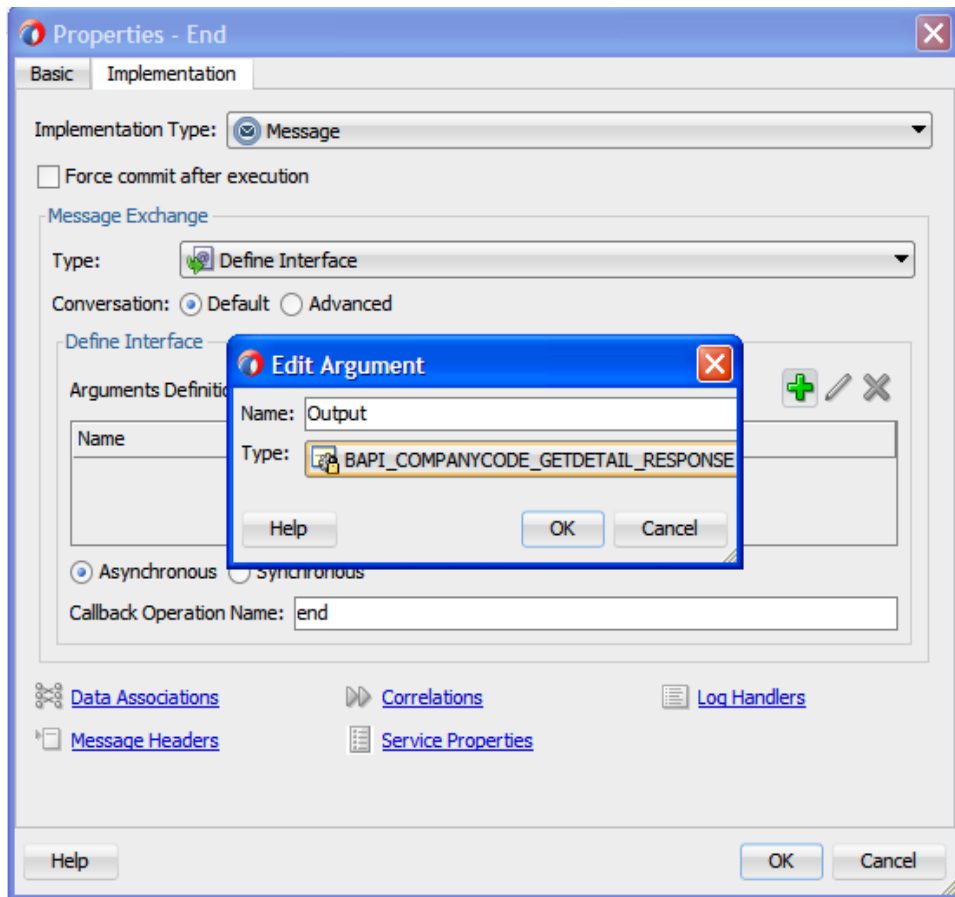 Properties - End
Basic Implementation
Implementation Type: Message
Force commit after execution
Message Exchange
Type: Define Interface
Conversation: Default Advanced
Define Interface
Edit Argument
Arguments Definitio
Name: Output
Name
Type: BAPI_COMPANYCODE_GETDETAIL_RESPONSE
Help OK Cancel
Asynchronous Synchronous
Callback Operation Name: end
Data Associations Correlations Log Handlers
Message Headers Service Properties
Help OK Cancel